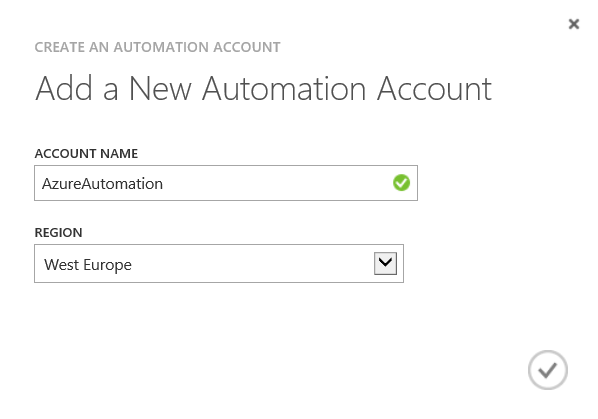 CREATE AN AUTOMATION ACCOUNT
Add a New Automation Account
ACCOUNT NAME
AzureAutomation
REGION
West Europe